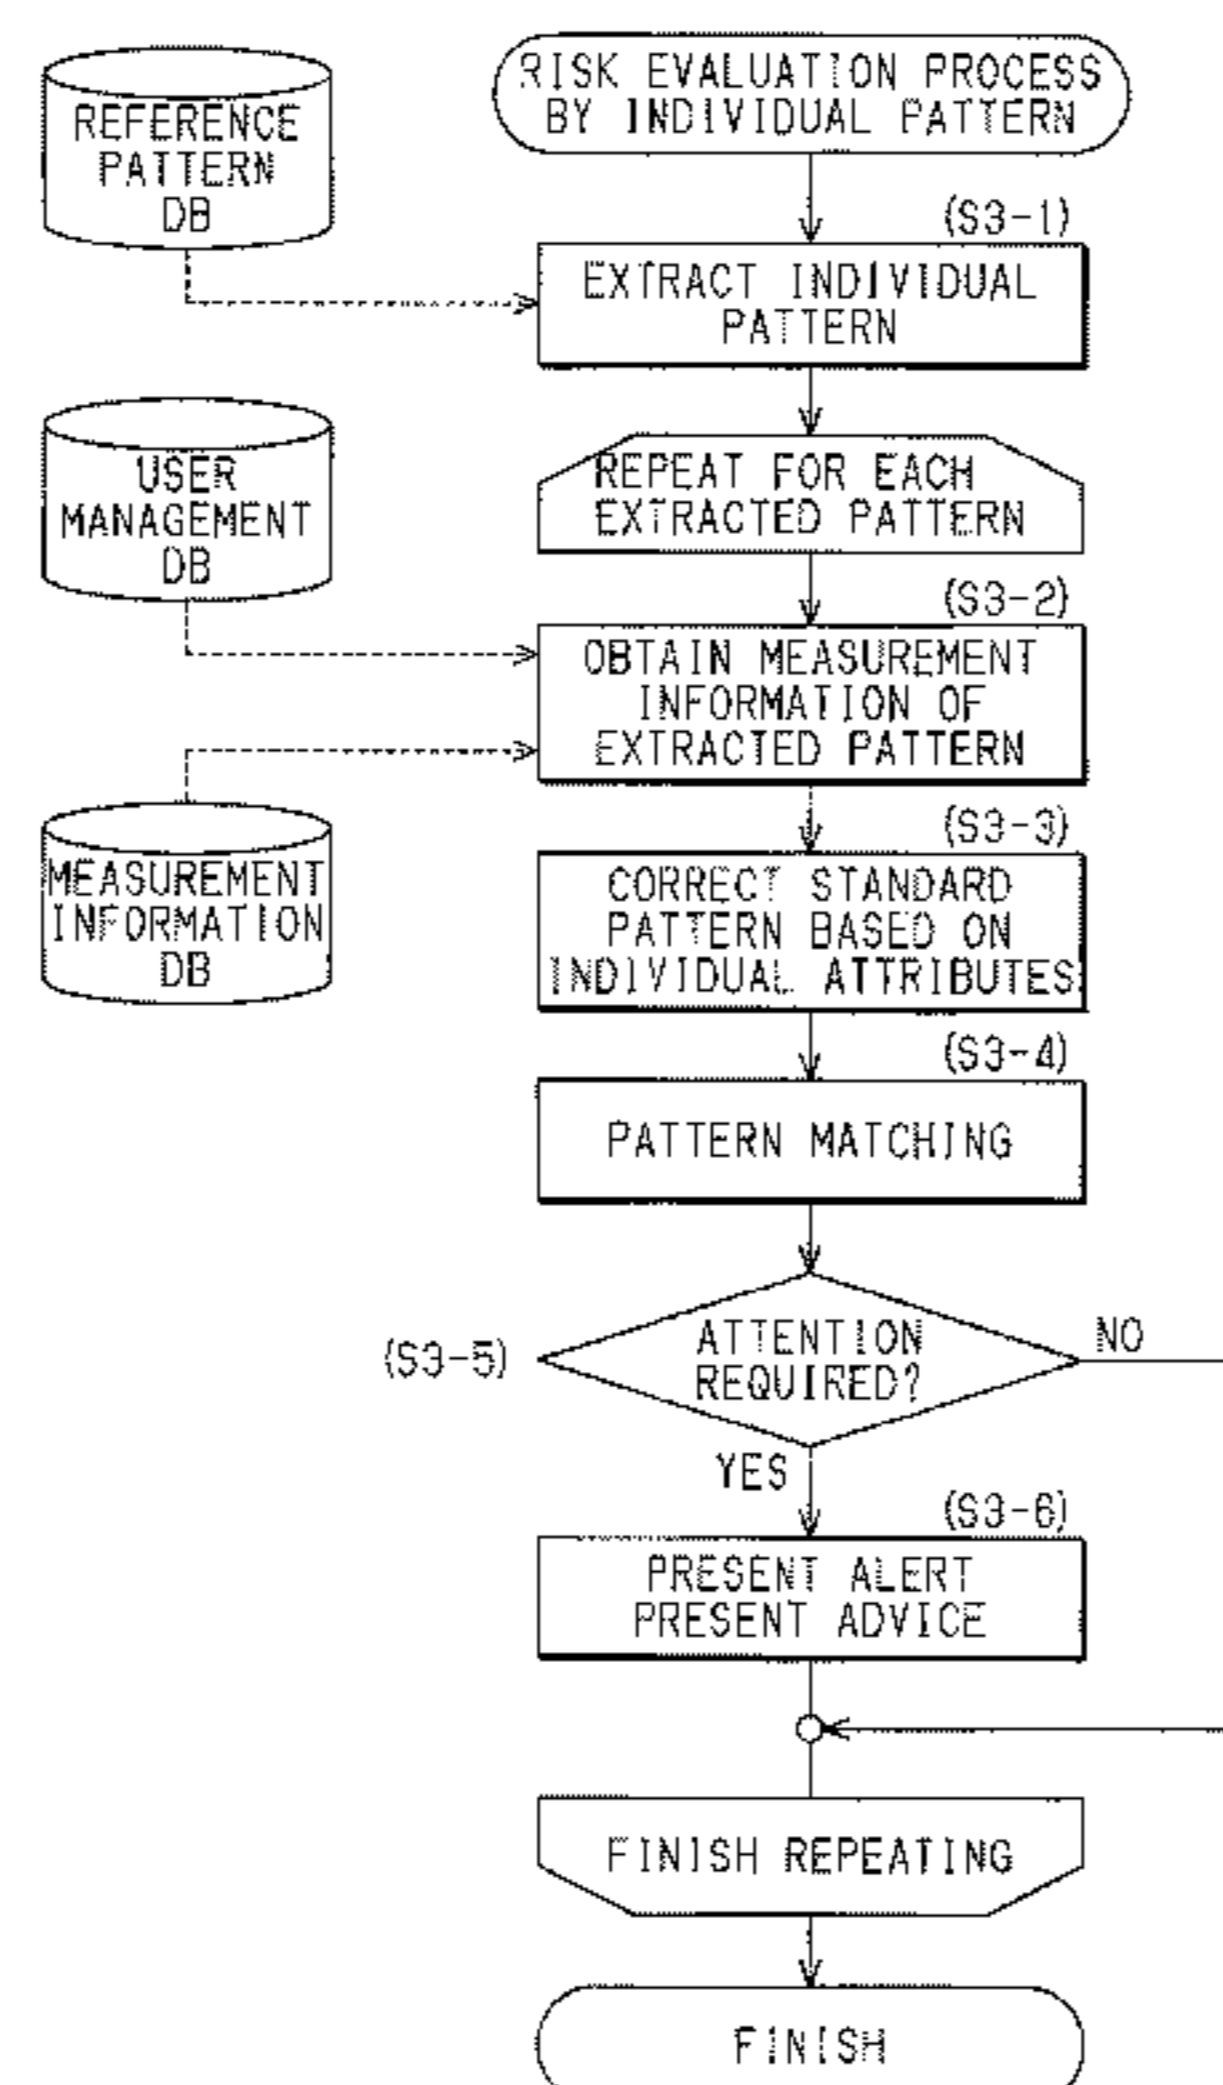 RISK EVALUATION PROCESS
BY INDIVIDUAL PATTERN
REFERENCE
PATTERN
DB
(S3-1)
EXTRACT INDIVIDUAL
PATTERN
REPEAT FOR EACH
EXTRACTED PATTERN
USER
MANAGEMENT
DB
(S3-2)
OBTAIN MEASUREMENT
INFORMATION OF
EXTRACTED PATTERN
MEASUREMENT
INFORMATION
DB
(S3-3)
CORRECT STANDARD
PATTERN BASED ON
INDIVIDUAL ATTRIBUTES
(S3-4)
PATTERN MATCHING
(S3-5)
ATTENTION
REQUIRED?
NO
YES
(S3-6)
PRESENT ALERT
PRESENT ADVICE
FINISH REPEATING
FINISH